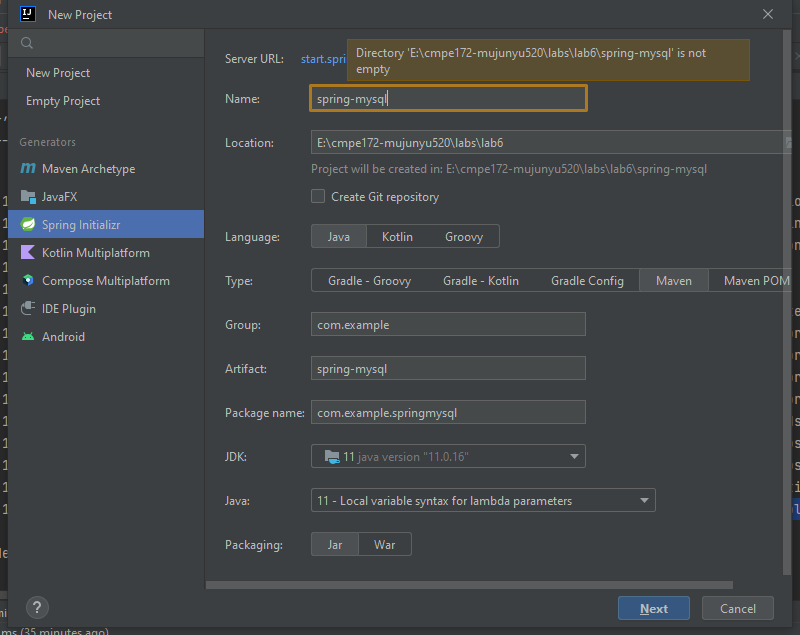 New Project
Server URL: start.spri
Directory 'E:\cmpe172-mujunyu520\labs\lab6\spring-mysql' is not
empty
New Project
Empty Project
Generators
Maven Archetype
JavaFX
Spring Initializr
Kotlin Multiplatform
Compose Multiplatform
IDE Plugin
Android
Name: spring-mysql
Location: E:\cmpe172-mujunyu520\labs\lab6
Project will be created in: E:\cmpe172-mujunyu520\labs\lab6\spring-mysql
Create Git repository
Language: Java Kotlin Groovy
Type: Gradle - Groovy Gradle - Kotlin Gradle Config Maven Maven POM
Group: com.example
Artifact: spring-mysql
Package name: com.example.springmysql
JDK: 11 java version "11.0.16"
Java: 11 - Local variable syntax for lambda parameters
Packaging: Jar War
? Next Cancel
ms (35 minutes ago)